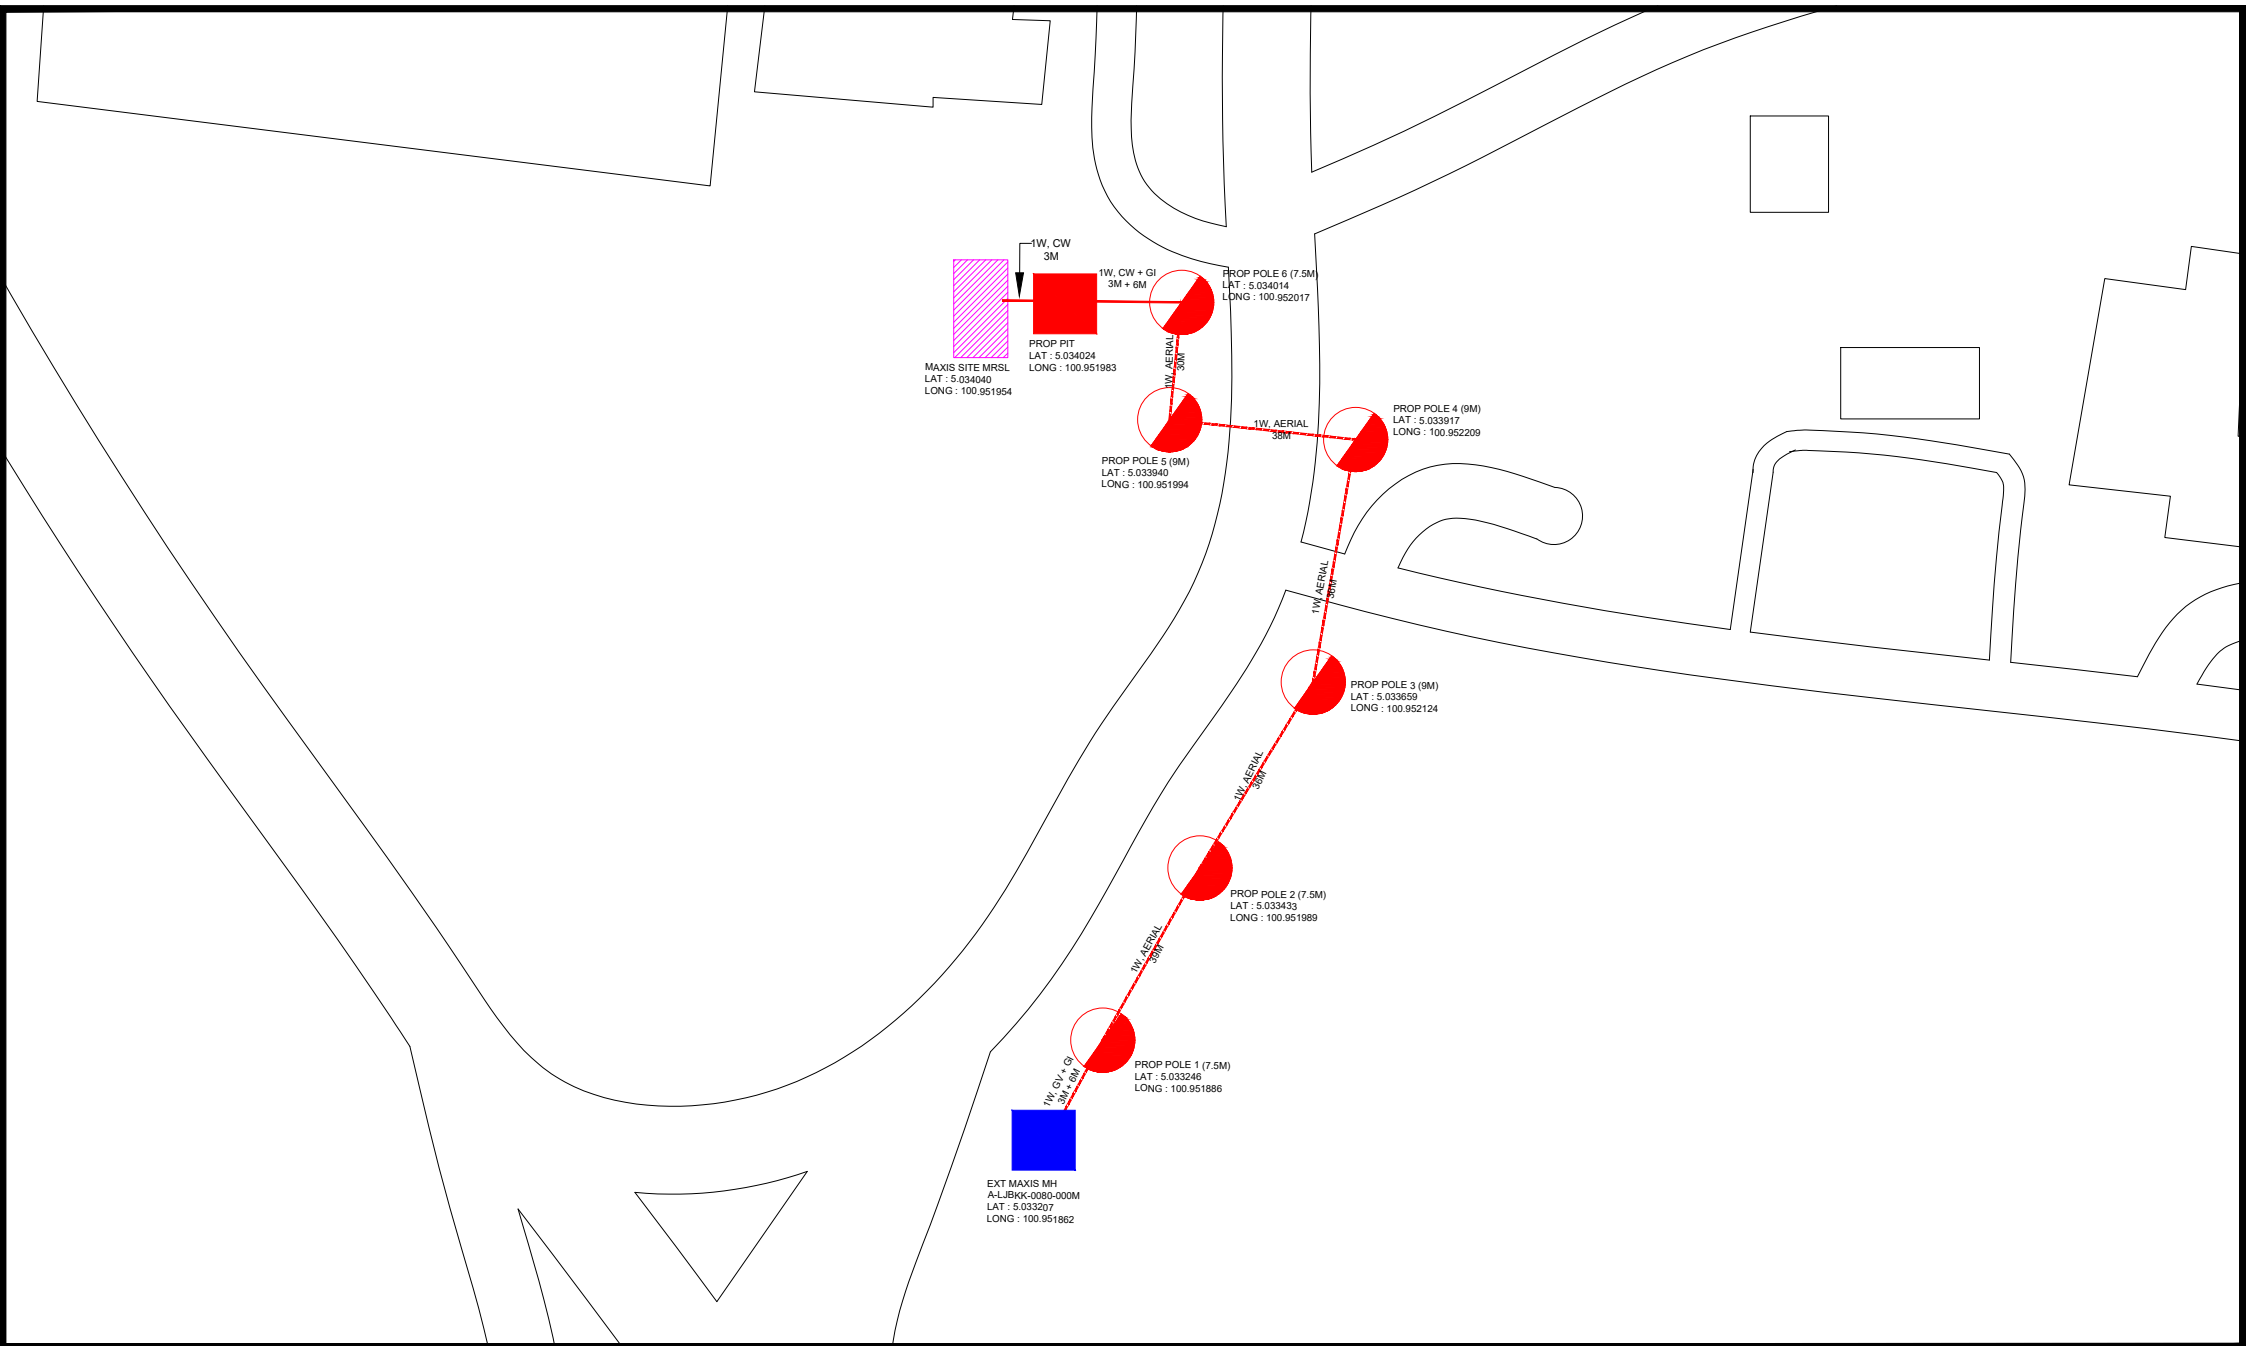 1W, CW
3M
1W, CW + GI
3M + 6M
PROP POLE 6 (7.5M)
LAT : 5.034014
LONG : 100.952017
PROP PIT
LAT : 5.034024
LONG : 100.951983
MAXIS SITE MRSL
LAT : 5.034040
LONG : 100.951954
1W, AERIAL
30M
PROP POLE 4 (9M)
LAT : 5.033917
LONG : 100.952209
1W, AERIAL
38M
PROP POLE 5 (9M)
LAT : 5.033940
LONG : 100.951994
1W, AERIAL
36M
PROP POLE 3 (9M)
LAT : 5.033659
LONG : 100.952124
1W, AERIAL
36M
PROP POLE 2 (7.5M)
LAT : 5.033433
LONG : 100.951989
1W, AERIAL
39M
PROP POLE 1 (7.5M)
LAT : 5.033246
LONG : 100.951886
1W, GV + GI
3M + 6M
EXT MAXIS MH
A-LJBKK-0080-000M
LAT : 5.033207
LONG : 100.951862